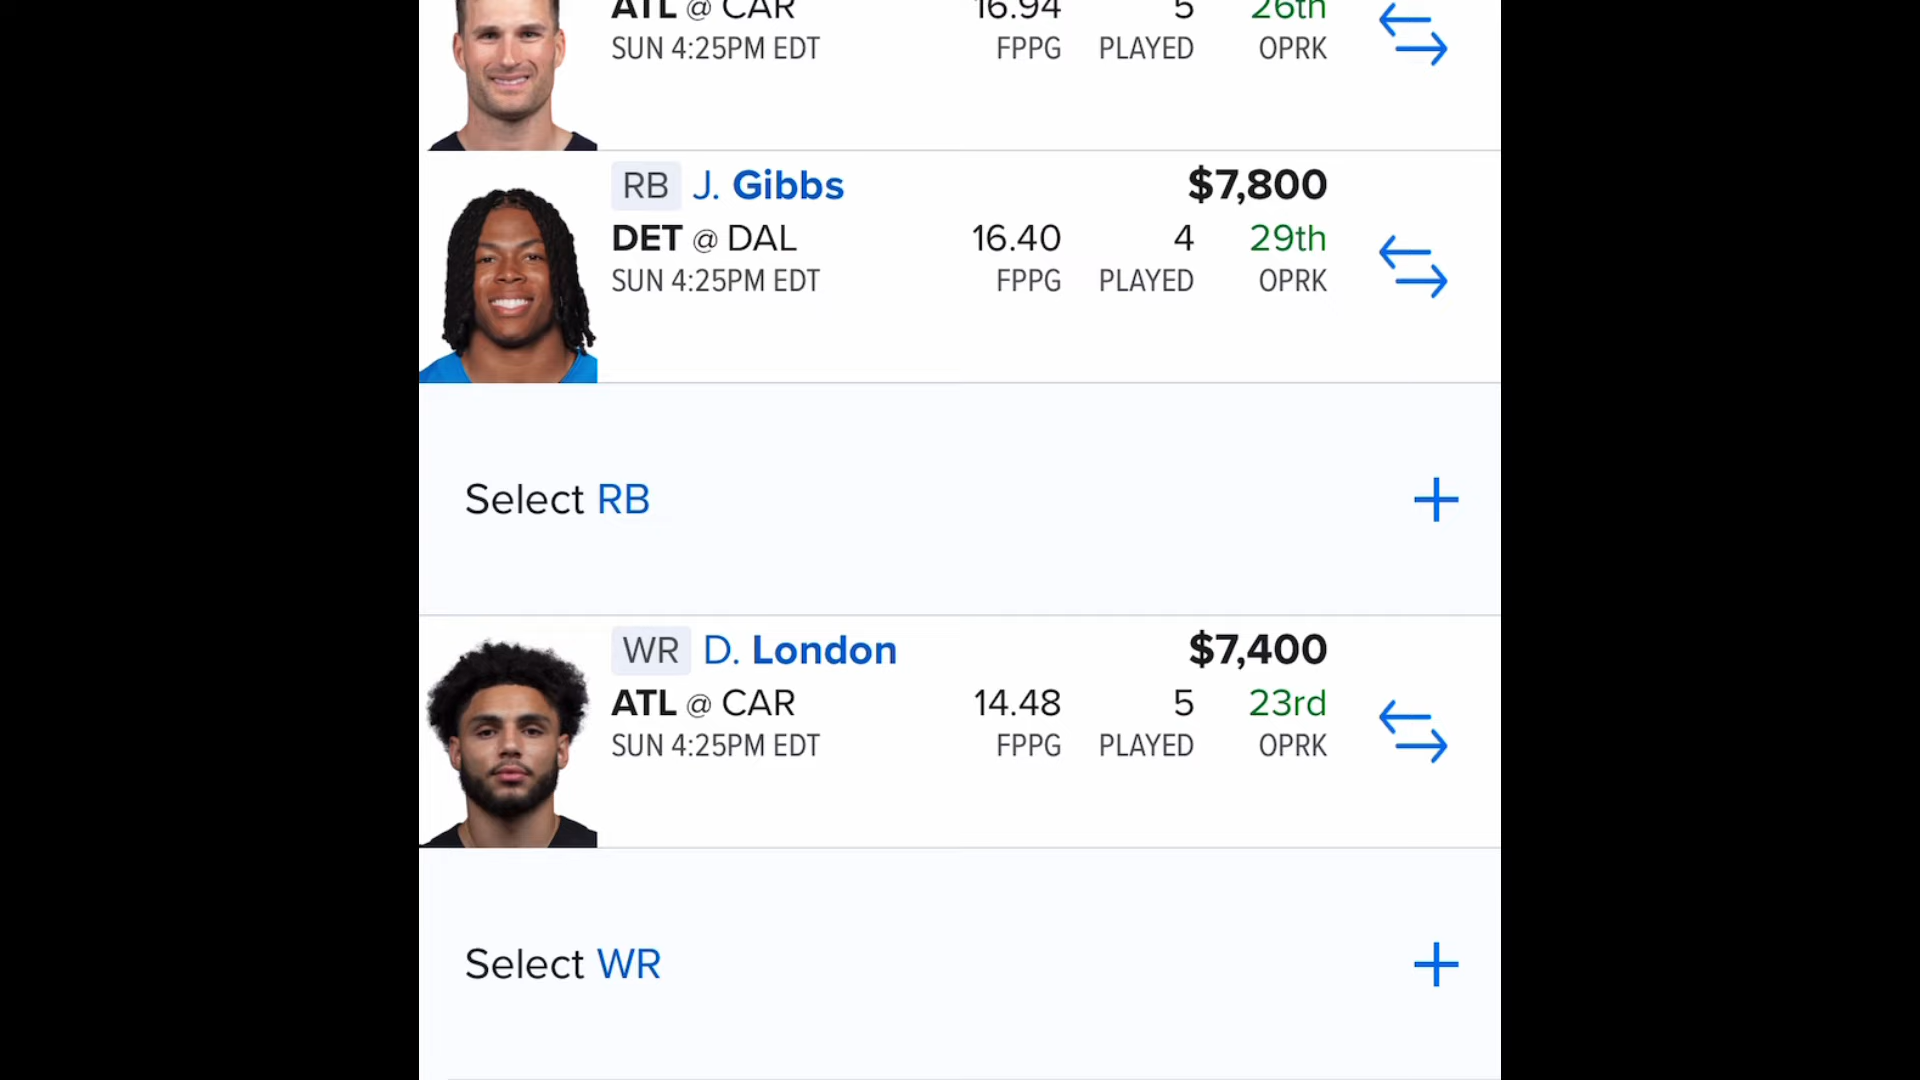 ATL @ CAR 16.94 5 26th
SUN 4:25PM EDT FPPG PLAYED OPRK
RB J. Gibbs $7,800
DET @ DAL 16.40 4 29th
SUN 4:25PM EDT FPPG PLAYED OPRK
Select RB
WR D. London $7,400
ATL @ CAR 14.48 5 23rd
SUN 4:25PM EDT FPPG PLAYED OPRK
Select WR